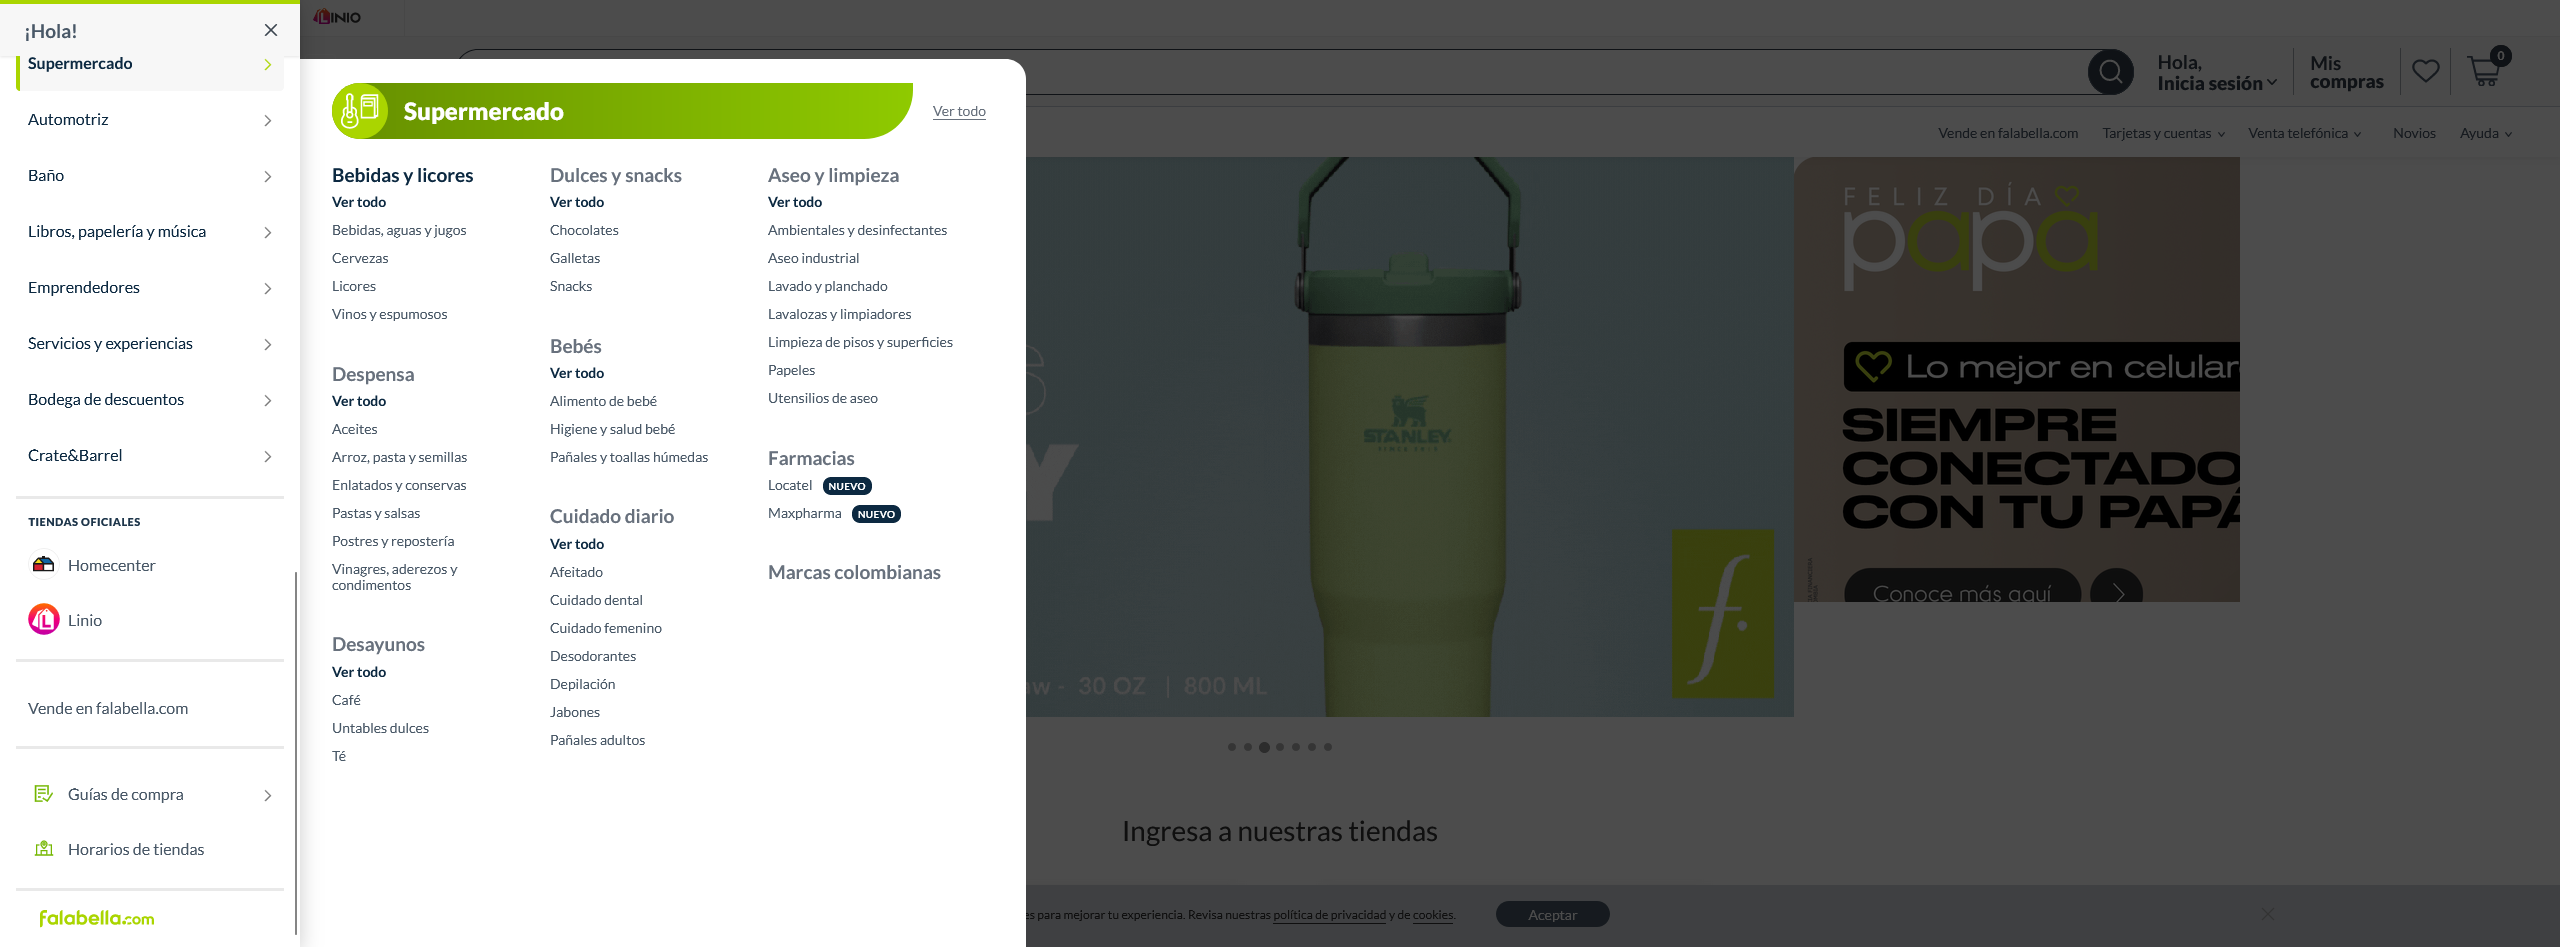 ¡Hola!
Supermercado
Automotriz
Baño
Libros, papelería y música
Emprendedores
Servicios y experiencias
Bodega de descuentos
Crate&Barrel
TIENDAS OFICIALES
Homecenter
Linio
Vende en falabella.com
Guías de compra
Horarios de tiendas
falabella.com
LINIO
Supermercado
Ver todo
Bebidas y licores
Ver todo
Bebidas, aguas y jugos
Cervezas
Licores
Vinos y espumosos
Despensa
Ver todo
Aceites
Arroz, pasta y semillas
Enlatados y conservas
Pastas y salsas
Postres y repostería
Vinagres, aderezos y
condimentos
Desayunos
Ver todo
Café
Untables dulces
Té
Dulces y snacks
Ver todo
Chocolates
Galletas
Snacks
Bebés
Ver todo
Alimento de bebé
Higiene y salud bebé
Pañales y toallas húmedas
Cuidado diario
Ver todo
Afeitado
Cuidado dental
Cuidado femenino
Desodorantes
Depilación
Jabones
Pañales adultos
Aseo y limpieza
Ver todo
Ambientales y desinfectantes
Aseo industrial
Lavado y planchado
Lavalozas y limpiadores
Limpieza de pisos y superficies
Papeles
Utensilios de aseo
Farmacias
Locatel NUEVO
Maxpharma NUEVO
Marcas colombianas
Hola,
Inicia sesión
Mis
compras
0
Vende en falabella.com Tarjetas y cuentas Venta telefónica Novios Ayuda
STANLEY
30 OZ | 800 ML
f.
FELIZ DÍA
papa
Lo mejor en celular
SIEMPRE
CONECTADO
CON TU PAPÁ
Conoce más aquí
Ingresa a nuestras tiendas
para mejorar tu experiencia. Revisa nuestras política de privacidad y de cookies.
Aceptar